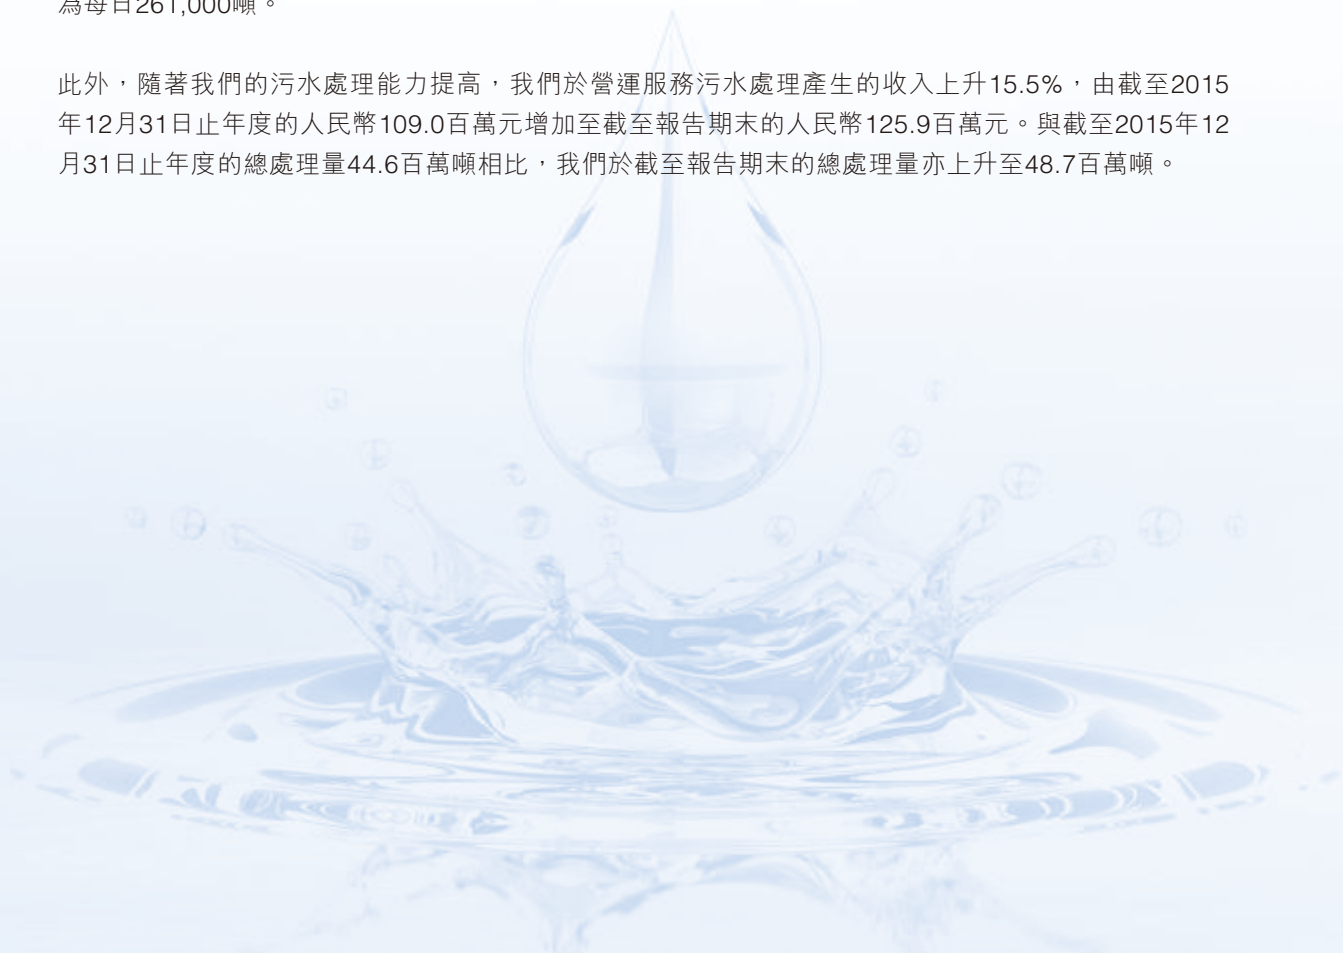 為每日261,000噸。
此外，隨著我們的污水處理能力提高，我們於營運服務污水處理產生的收入上升15.5%，由截至2015
年12月31日止年度的人民幣109.0百萬元增加至截至報告期末的人民幣125.9百萬元。與截至2015年12
月31日止年度的總處理量44.6百萬噸相比，我們於截至報告期末的總處理量亦上升至48.7百萬噸。